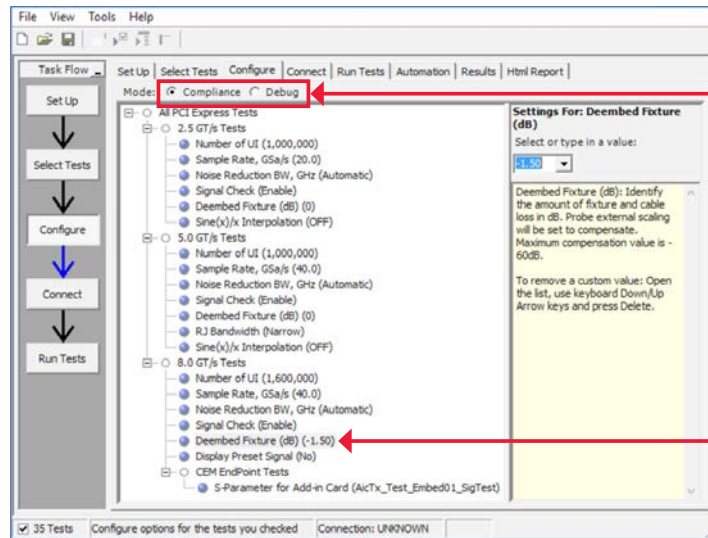 File View Tools Help
Task Flow
Set Up
Select Tests
Configure
Connect
Run Tests
Set Up Select Tests Configure Connect Run Tests Automation Results Html Report
Mode: Compliance Debug
All PCI Express Tests
2.5 GT/s Tests
Number of UI (1,000,000)
Sample Rate, GSa/s (20.0)
Noise Reduction BW, GHz (Automatic)
Signal Check (Enable)
Deembed Fixture (dB) (0)
Sine(x)/x Interpolation (OFF)
5.0 GT/s Tests
Number of UI (1,000,000)
Sample Rate, GSa/s (40.0)
Noise Reduction BW, GHz (Automatic)
Signal Check (Enable)
Deembed Fixture (dB) (0)
RJ Bandwidth (Narrow)
Sine(x)/x Interpolation (OFF)
8.0 GT/s Tests
Number of UI (1,600,000)
Sample Rate, GSa/s (40.0)
Noise Reduction BW, GHz (Automatic)
Signal Check (Enable)
Deembed Fixture (dB) (-1.50)
Display Preset Signal (No)
CEM EndPoint Tests
S-Parameter for Add-in Card (AicTx_Test_Embed01_SigTest)
Settings For: Deembed Fixture
(dB)
Select or type in a value:
-1.50
Deembed Fixture (dB): Identify
the amount of fixture and cable
loss in dB. Probe external scaling
will be set to compensate.
Maximum compensation value is -
60dB.
To remove a custom value: Open
the list, use keyboard Down/Up
Arrow keys and press Delete.
35 Tests Configure options for the tests you checked Connection: UNKNOWN